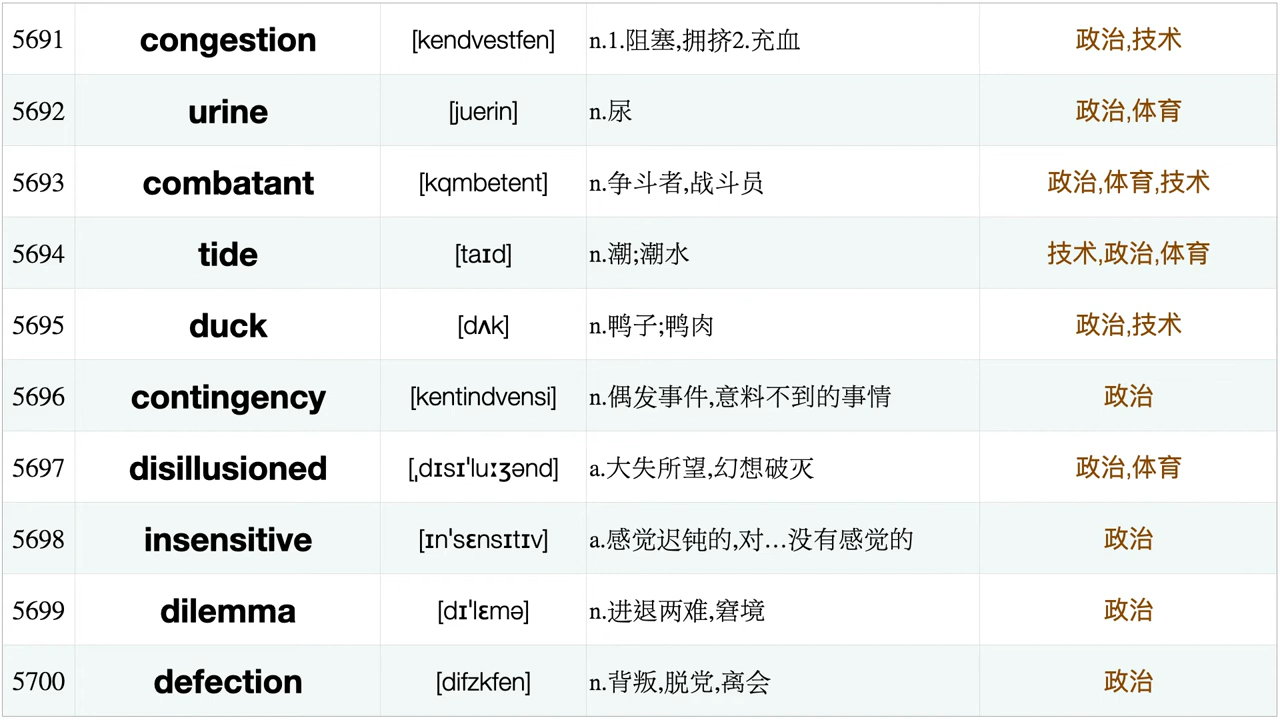 5691 congestion [kendvestfen] n.1.阻塞,拥挤2.充血 政治,技术
5692 urine [juerin] n.尿 政治,体育
5693 combatant [kqmbetent] n.争斗者,战斗员 政治,体育,技术
5694 tide [taɪd] n.潮;潮水 技术,政治,体育
5695 duck [dʌk] n.鸭子;鸭肉 政治,技术
5696 contingency [kentindvensi] n.偶发事件,意料不到的事情 政治
5697 disillusioned [ˌdɪsɪˈluːʒənd] a.大失所望,幻想破灭 政治,体育
5698 insensitive [ɪnˈsɛnsɪtɪv] a.感觉迟钝的,对…没有感觉的 政治
5699 dilemma [dɪˈlɛmə] n.进退两难,窘境 政治
5700 defection [difzkfen] n.背叛,脱党,离会 政治